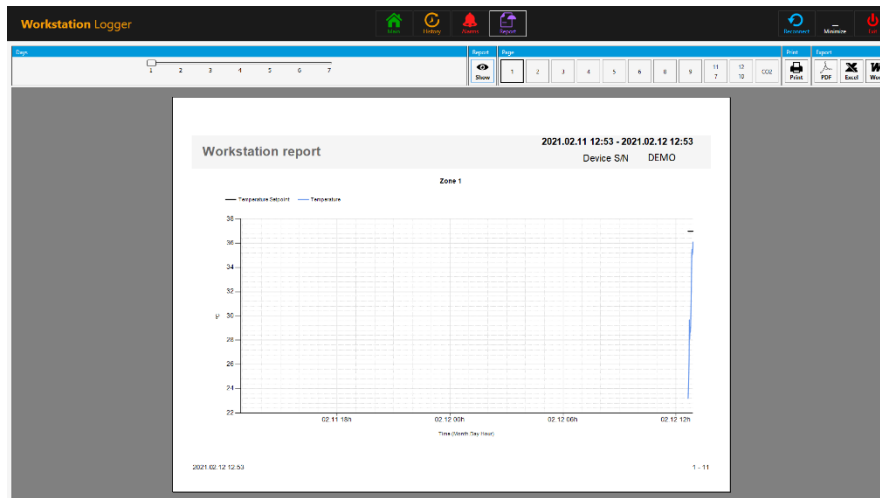 Workstation Logger
Main
History
Alarms
Report
Reconnect
Minimize
Days
1 2 3 4 5 6 7
Report
Show
Page
1 2 3 4 5 6 8 9 11 7 12 10 CO2
Print
Print
Export
PDF Excel
Workstation report
2021.02.11 12:53 - 2021.02.12 12:53
Device S/N DEMO
Zone 1
Temperature Setpoint Temperature
38
36
34
32
30
28
26
24
22
°C
02.11 18h 02.12 00h 02.12 06h 02.12 12h
Time (Month Day Hour)
2021.02.12 12:53
1 - 11